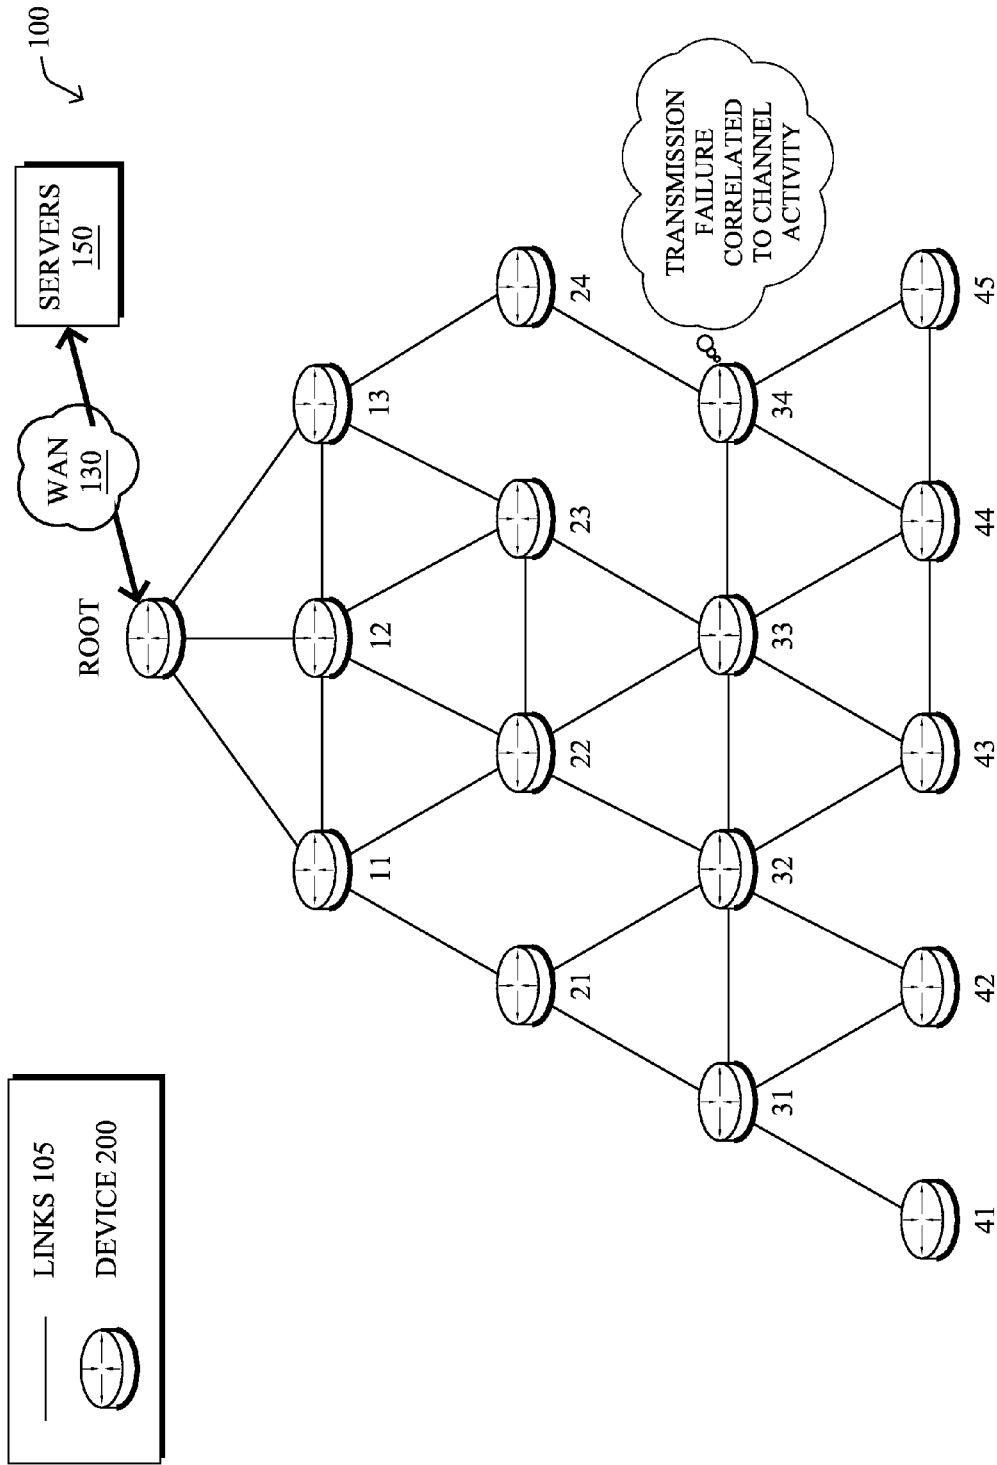 100
SERVERS
150
WAN
130
ROOT
11
12
13
21
22
23
24
31
32
33
34
TRANSMISSION
FAILURE
CORRELATED
TO CHANNEL
ACTIVITY
41
42
43
44
45
LINKS 105
DEVICE 200